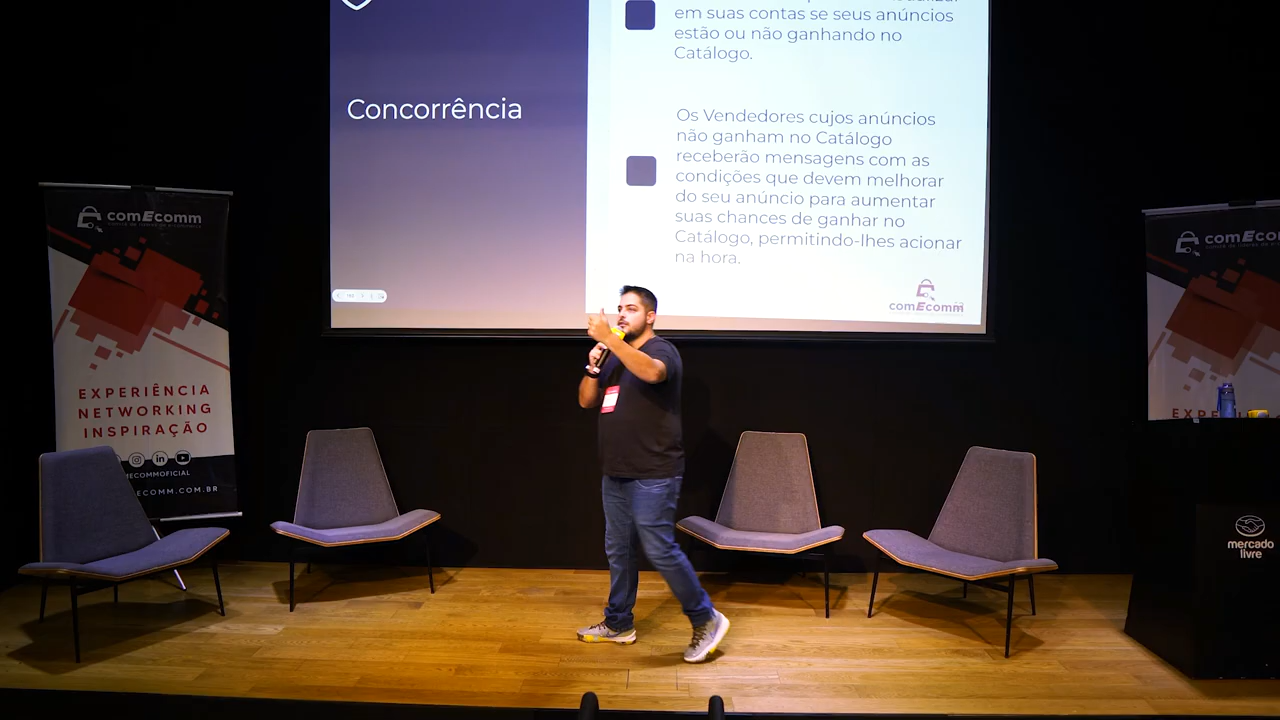 em suas contas se seus anúncios
estão ou não ganhando no
Catálogo.
Concorrência
Os Vendedores cujos anúncios
não ganham no Catálogo
receberão mensagens com as
condições que devem melhorar
do seu anúncio para aumentar
suas chances de ganhar no
Catálogo, permitindo-lhes acionar
na hora.
comEcomm
comEcomm
EXPERIÊNCIA
NETWORKING
INSPIRAÇÃO
ECOMMOFICIAL
ECOMM.COM.BR
comEco
mercado
livre